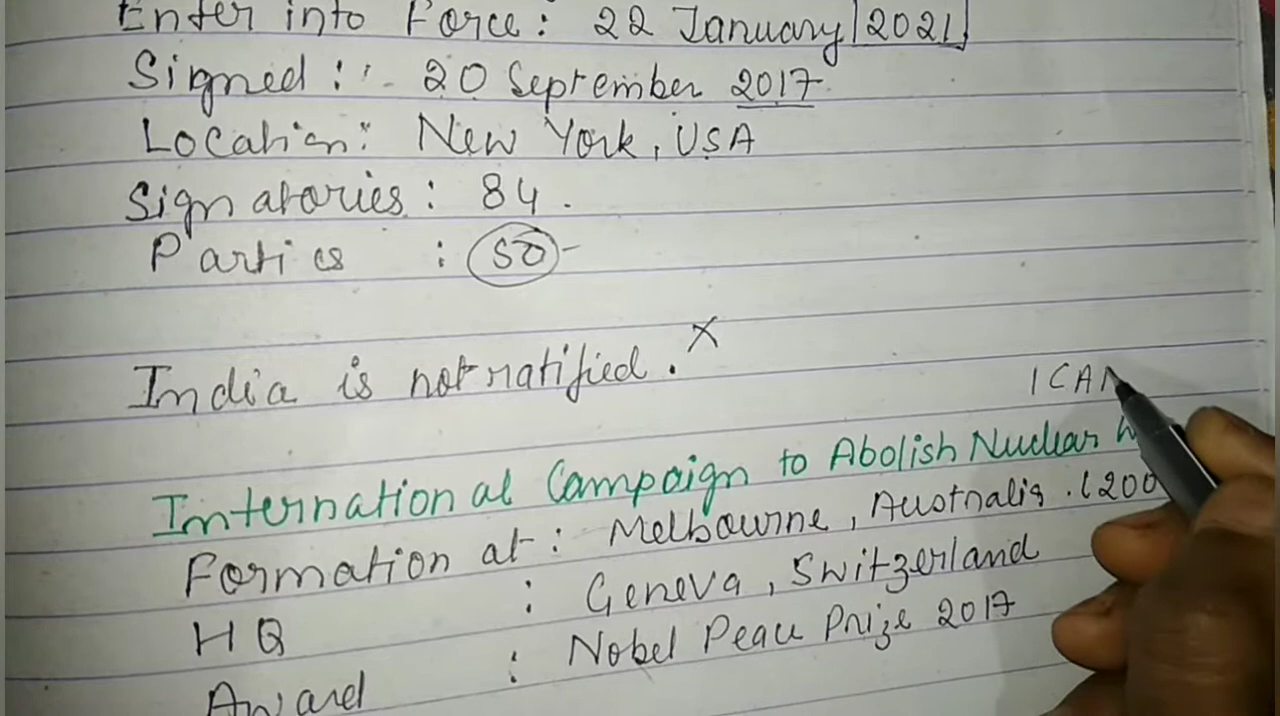 Enter into Force: 22 January 2021
Signed : 20 September 2017
Location: New York, USA
Signatories: 84.
Parties : 50
India is not ratified. X
ICAN
International Campaign to Abolish Nuclear
Formation at: Melbourne, Australia. (200
HQ : Geneva, Switzerland
Award : Nobel Peace Prize 2017